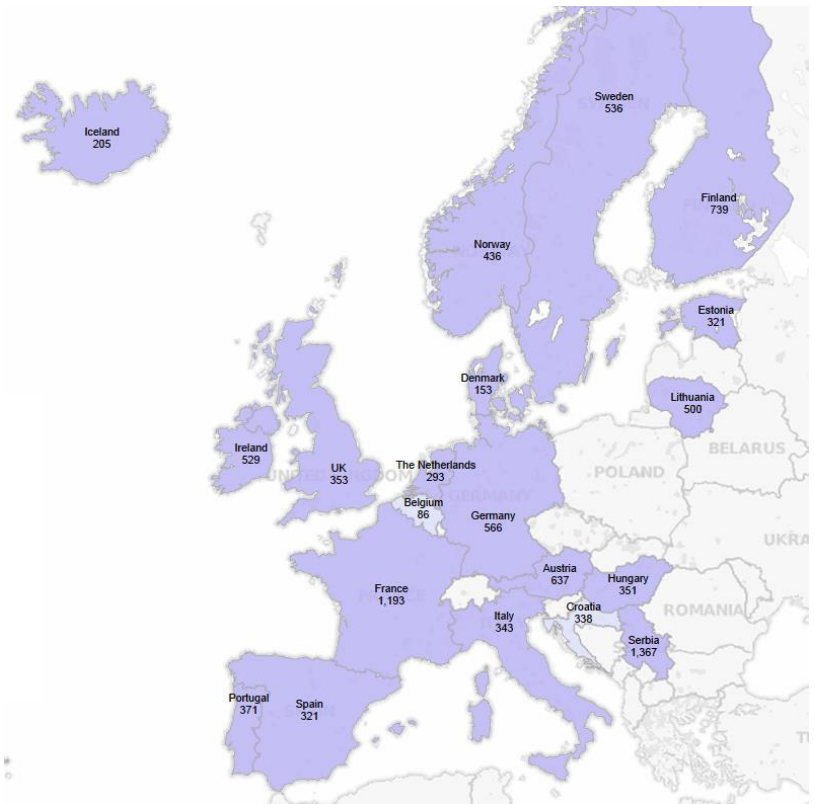 Iceland
205
Sweden
536
Finland
739
Norway
436
Estonia
321
Denmark
153
Lithuania
500
BELARUS
Ireland
529
UK
353
The Netherlands
293
POLAND
Belgium
86
GERMANY
Germany
566
UKRA
Austria
637
Hungary
351
France
1,193
Croatia
338
ROMANIA
Italy
343
Serbia
1,367
Portugal
371
Spain
321